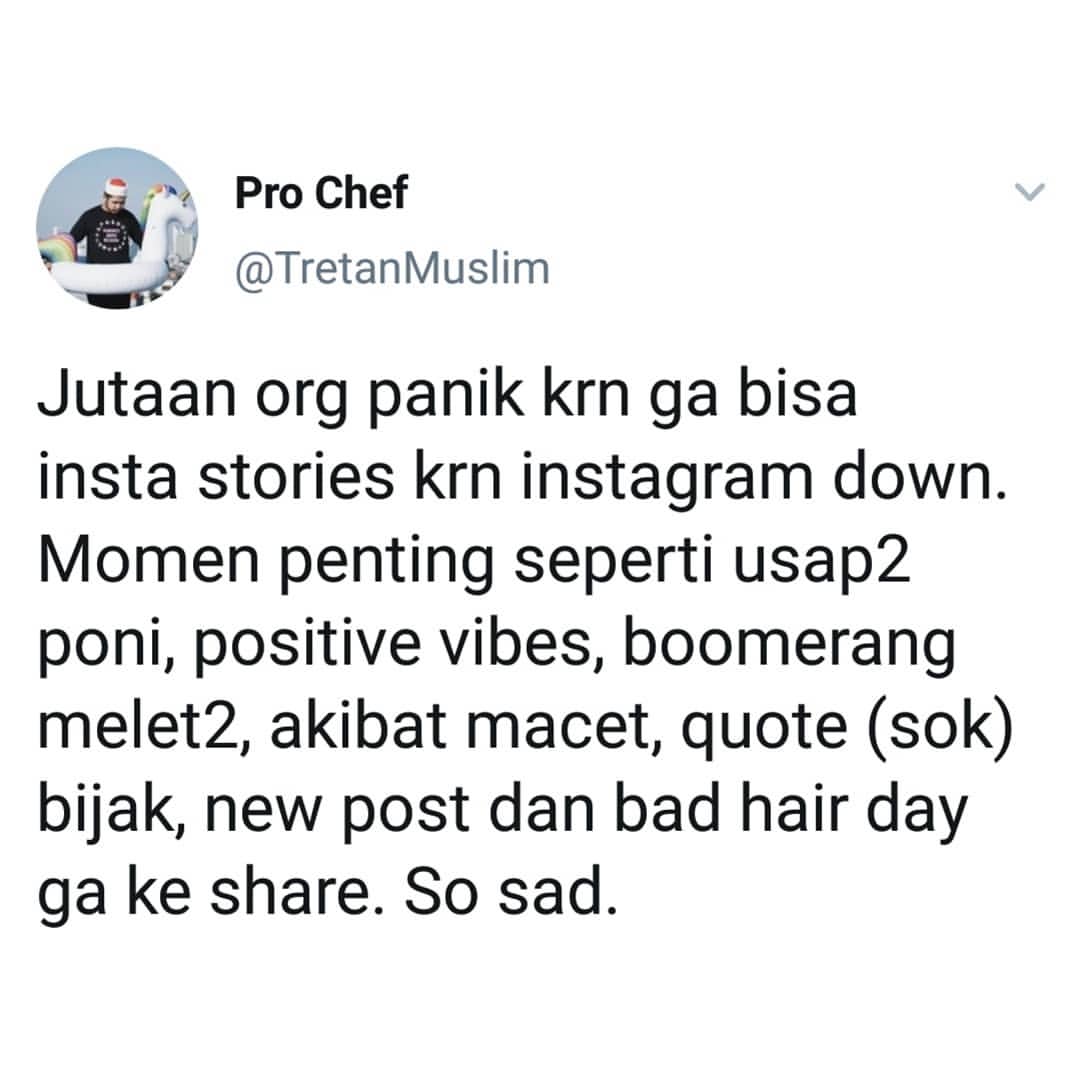 Pro Chef
@TretanMuslim
Jutaan org panik krn ga bisa
insta stories krn instagram down.
Momen penting seperti usap2
poni, positive vibes, boomerang
melet2, akibat macet, quote (sok)
bijak, new post dan bad hair day
ga ke share. So sad.